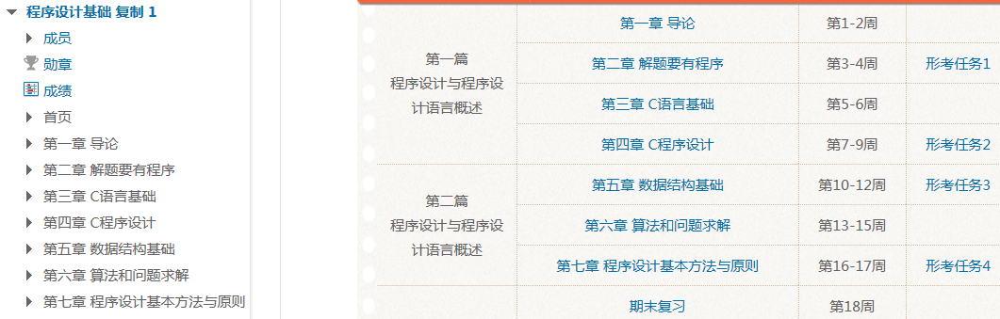 程序设计基础 复制 1
成员
勋章
成绩
首页
第一章 导论
第二章 解题要有程序
第三章 C语言基础
第四章 C程序设计
第五章 数据结构基础
第六章 算法和问题求解
第七章 程序设计基本方法与原则
第一篇
程序设计与程序设
计语言概述
第一章 导论 第1-2周
第二章 解题要有程序 第3-4周 形考任务1
第三章 C语言基础 第5-6周
第四章 C程序设计 第7-9周 形考任务2
第二篇
程序设计与程序设
计语言概述
第五章 数据结构基础 第10-12周 形考任务3
第六章 算法和问题求解 第13-15周
第七章 程序设计基本方法与原则 第16-17周 形考任务4
期末复习 第18周